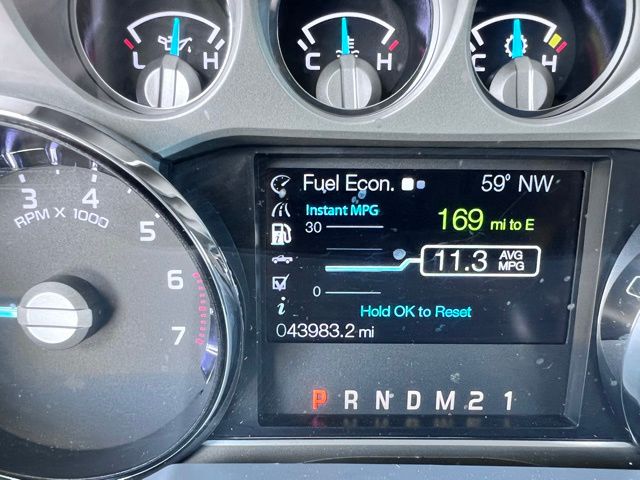 L H
C H
C H
3 4 5 6 7
RPM X 1000
Fuel Econ. 59° NW
Instant MPG
30
169 mi to E
11.3 AVG MPG
0
Hold OK to Reset
043983.2 mi
P R N D M 2 1